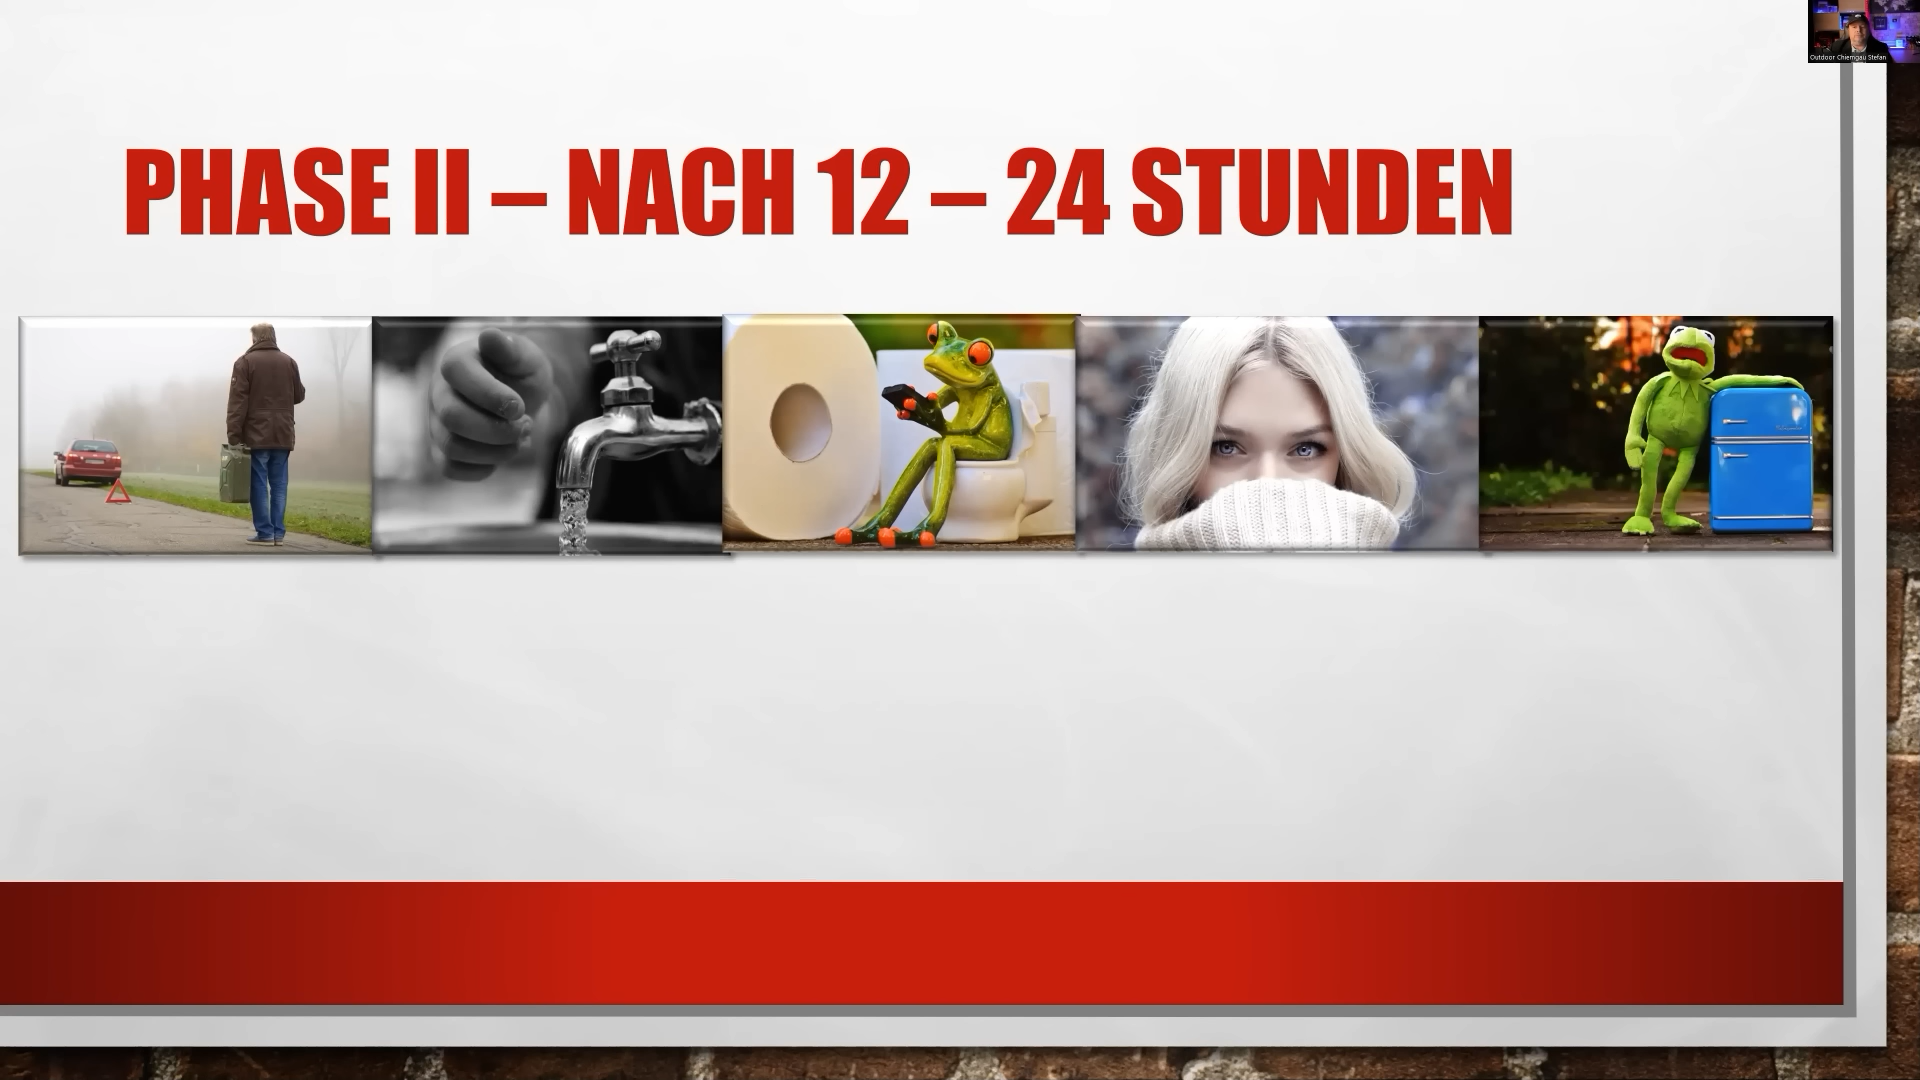 Outdoor Chiemgau Stefan
PHASE II – NACH 12 – 24 STUNDEN